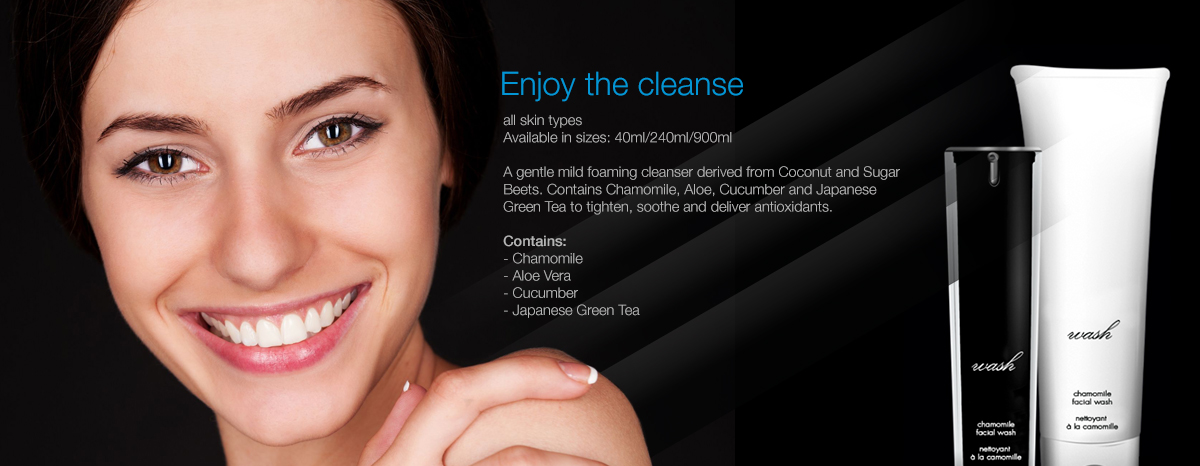 Enjoy the cleanse
all skin types
Available in sizes: 40ml/240ml/900ml
A gentle mild foaming cleanser derived from Coconut and Sugar
Beets. Contains Chamomile, Aloe, Cucumber and Japanese
Green Tea to tighten, soothe and deliver antioxidants.
Contains:
- Chamomile
- Aloe Vera
- Cucumber
- Japanese Green Tea
wash
chamomile
facial wash
nettoyant
à la camomille
wash
chamomile
facial wash
nettoyant
à la camomille